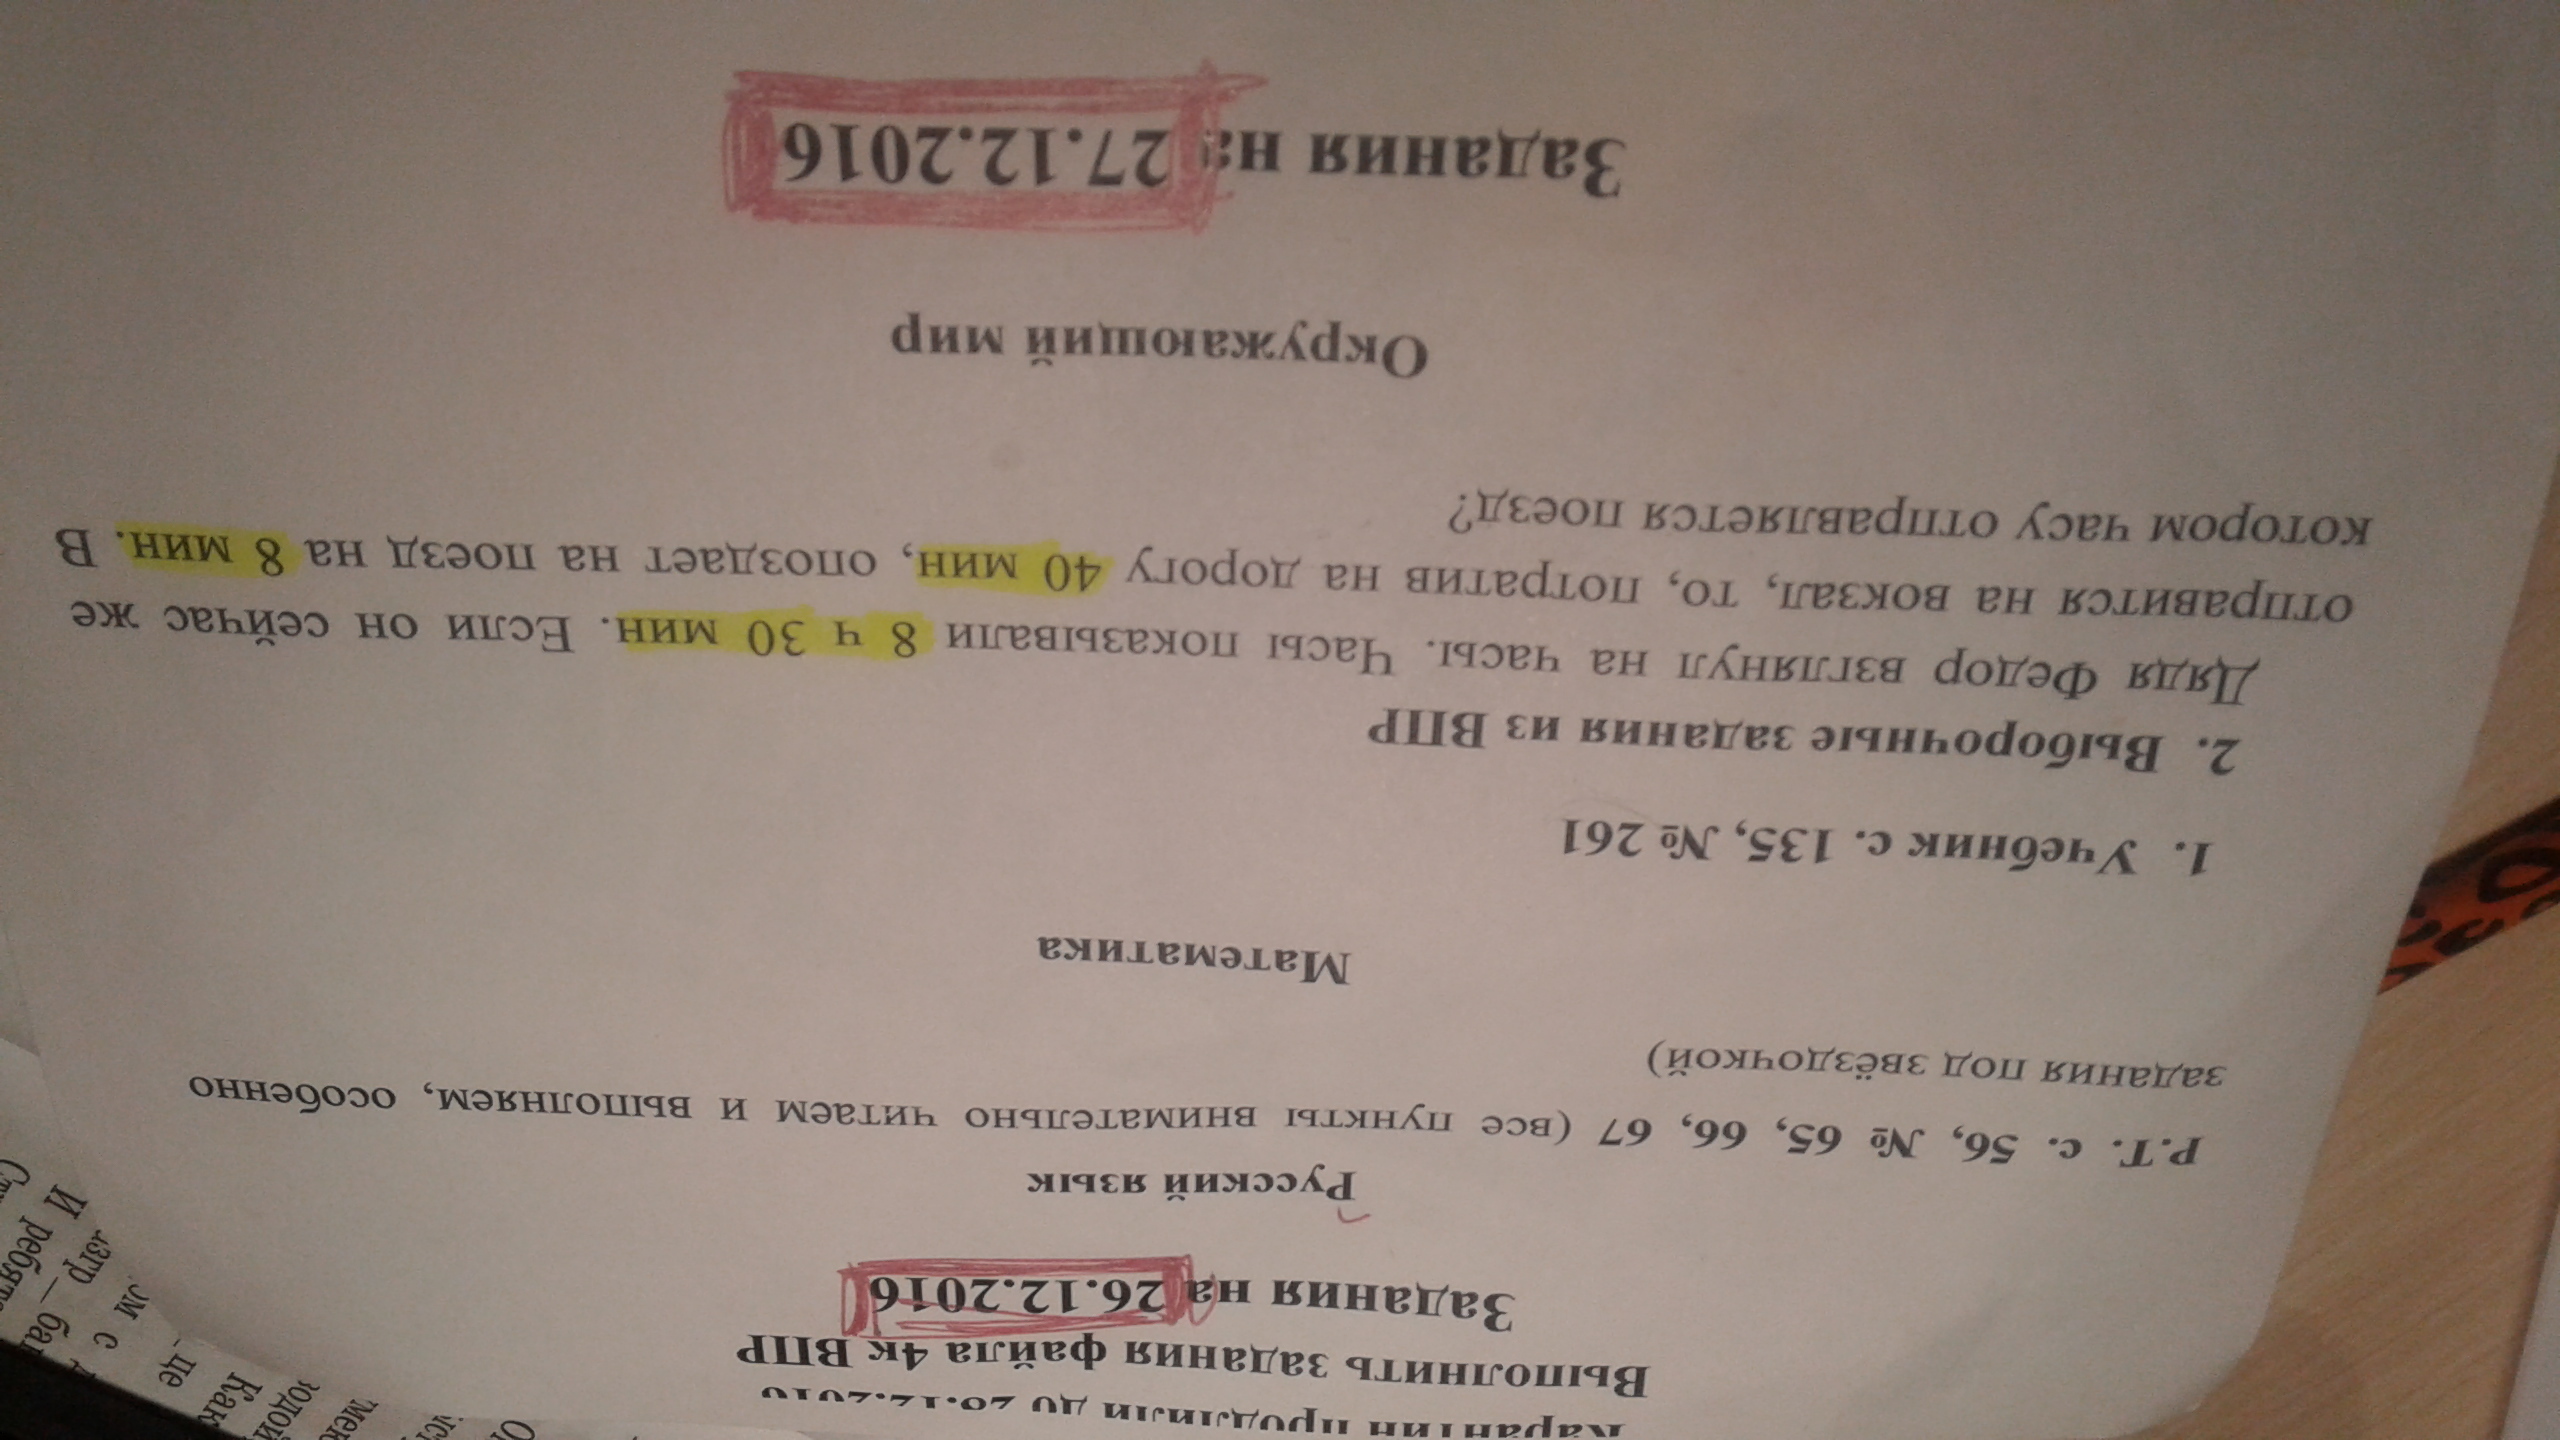 Карантин продлили до
Выполнить задания файла 4к ВПР
Задания на 26.12.2016
Русский язык
Р.Т. с. 56, № 65, 66, 67 (все пункты внимательно читаем и выполняем, особенно
задания под звёздочкой)
Математика
1. Учебник с. 135, № 261
2. Выборочные задания из ВПР
Дядя Федор взглянул на часы. Часы показывали 8 ч 30 мин. Если он сейчас же
отправится на вокзал, то, потратив на дорогу 40 мин, опоздает на поезд на 8 мин. В
котором часу отправляется поезд?
Окружающий мир
Задания на 27.12.2016
И ребята